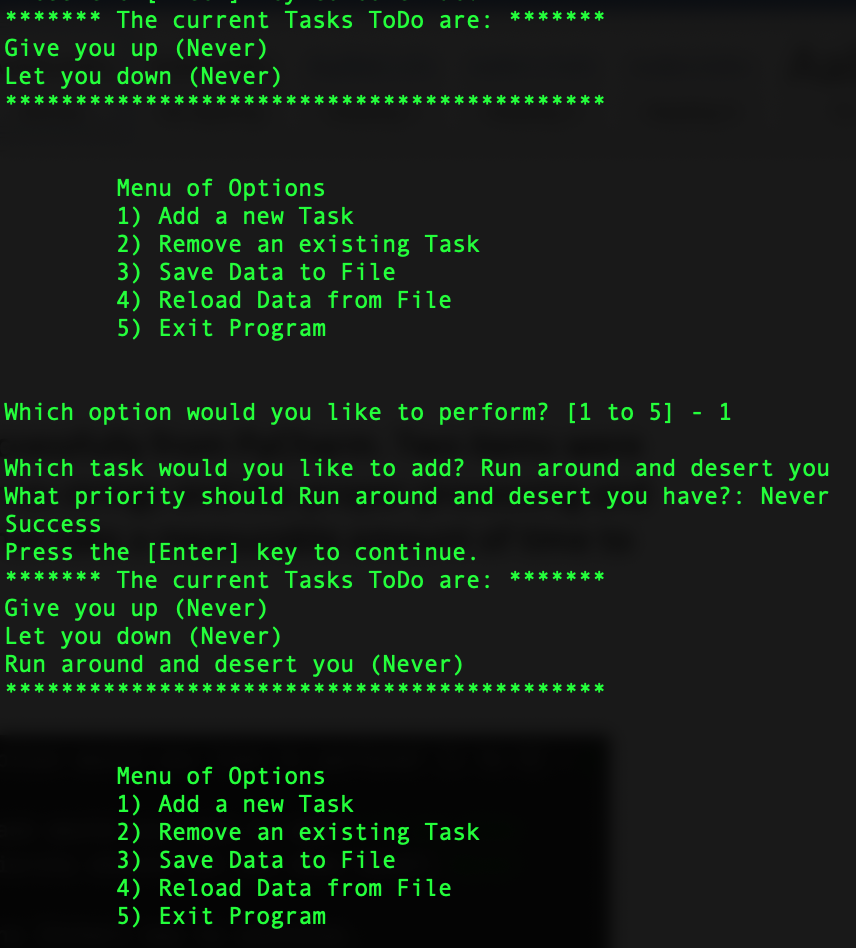 ******* The current Tasks ToDo are: *******
Give you up (Never)
Let you down (Never)
*******************************************
Menu of Options
1) Add a new Task
2) Remove an existing Task
3) Save Data to File
4) Reload Data from File
5) Exit Program
Which option would you like to perform? [1 to 5] - 1
Which task would you like to add? Run around and desert you
What priority should Run around and desert you have?: Never
Success
Press the [Enter] key to continue.
******* The current Tasks ToDo are: *******
Give you up (Never)
Let you down (Never)
Run around and desert you (Never)
*******************************************
Menu of Options
1) Add a new Task
2) Remove an existing Task
3) Save Data to File
4) Reload Data from File
5) Exit Program